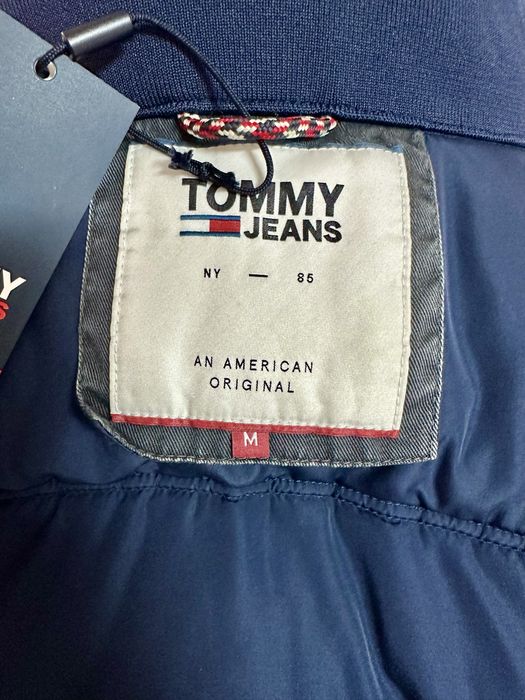 TOMMY
JEANS
NY — 85
AN AMERICAN
ORIGINAL
M
Y
S